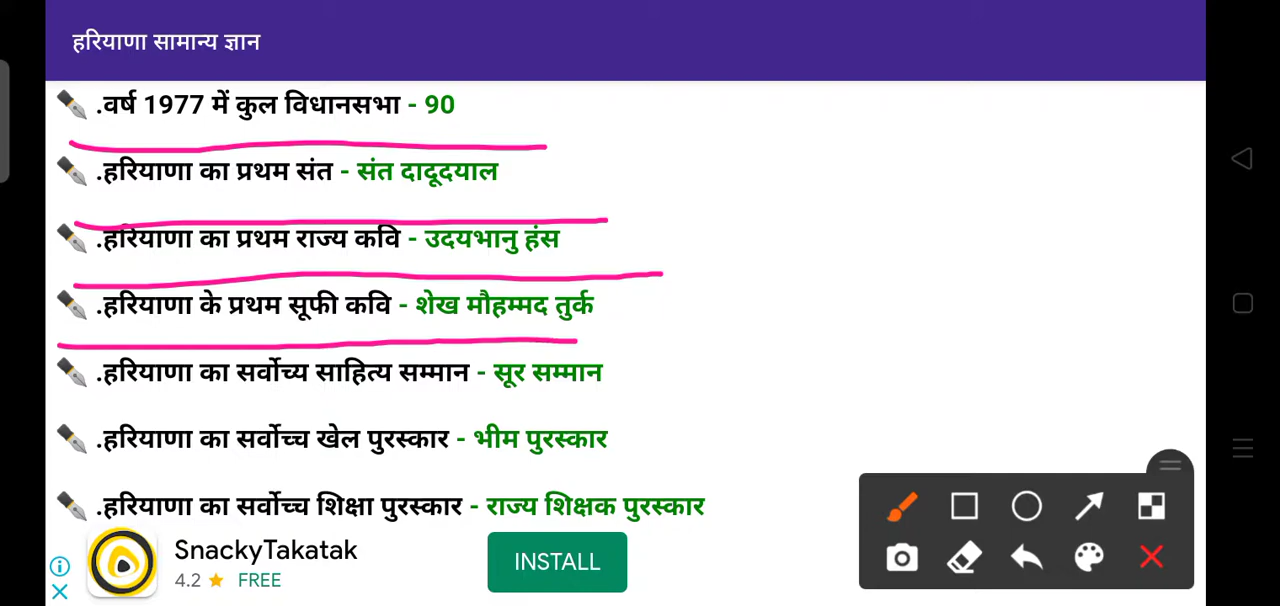 हरियाणा सामान्य ज्ञान
.वर्ष 1977 में कुल विधानसभा - 90
.हरियाणा का प्रथम संत - संत दादूदयाल
.हरियाणा का प्रथम राज्य कवि - उदयभानु हंस
.हरियाणा के प्रथम सूफी कवि - शेख मौहम्मद तुर्क
.हरियाणा का सर्वोच्य साहित्य सम्मान - सूर सम्मान
.हरियाणा का सर्वोच्च खेल पुरस्कार - भीम पुरस्कार
.हरियाणा का सर्वोच्च शिक्षा पुरस्कार - राज्य शिक्षक पुरस्कार
SnackyTakatak
4.2 ★ FREE
INSTALL